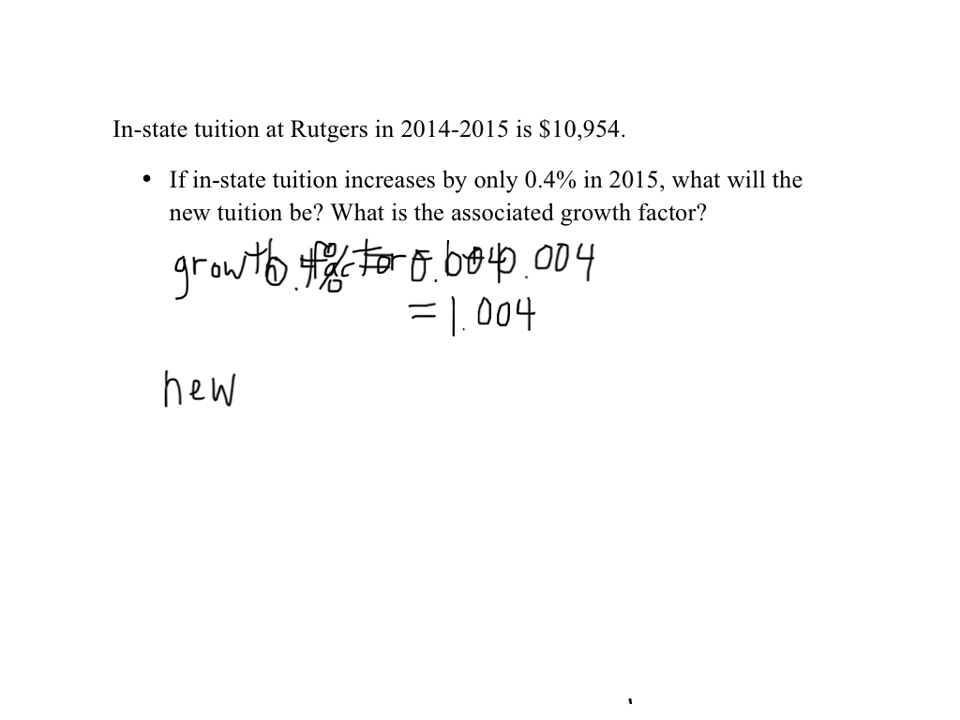 In-state tuition at Rutgers in 2014-2015 is $10,954.
• If in-state tuition increases by only 0.4% in 2015, what will the
new tuition be? What is the associated growth factor?
growth factor 0.004
= 1.004
new